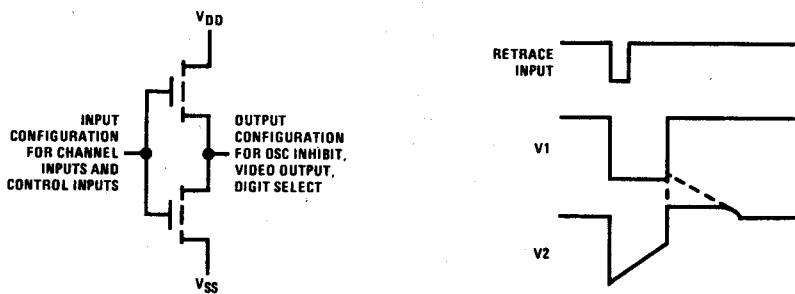 VDD
INPUT
CONFIGURATION
FOR CHANNEL
INPUTS AND
CONTROL INPUTS
OUTPUT
CONFIGURATION
FOR OSC INHIBIT,
VIDEO OUTPUT,
DIGIT SELECT
VSS
RETRACE
INPUT
V1
V2